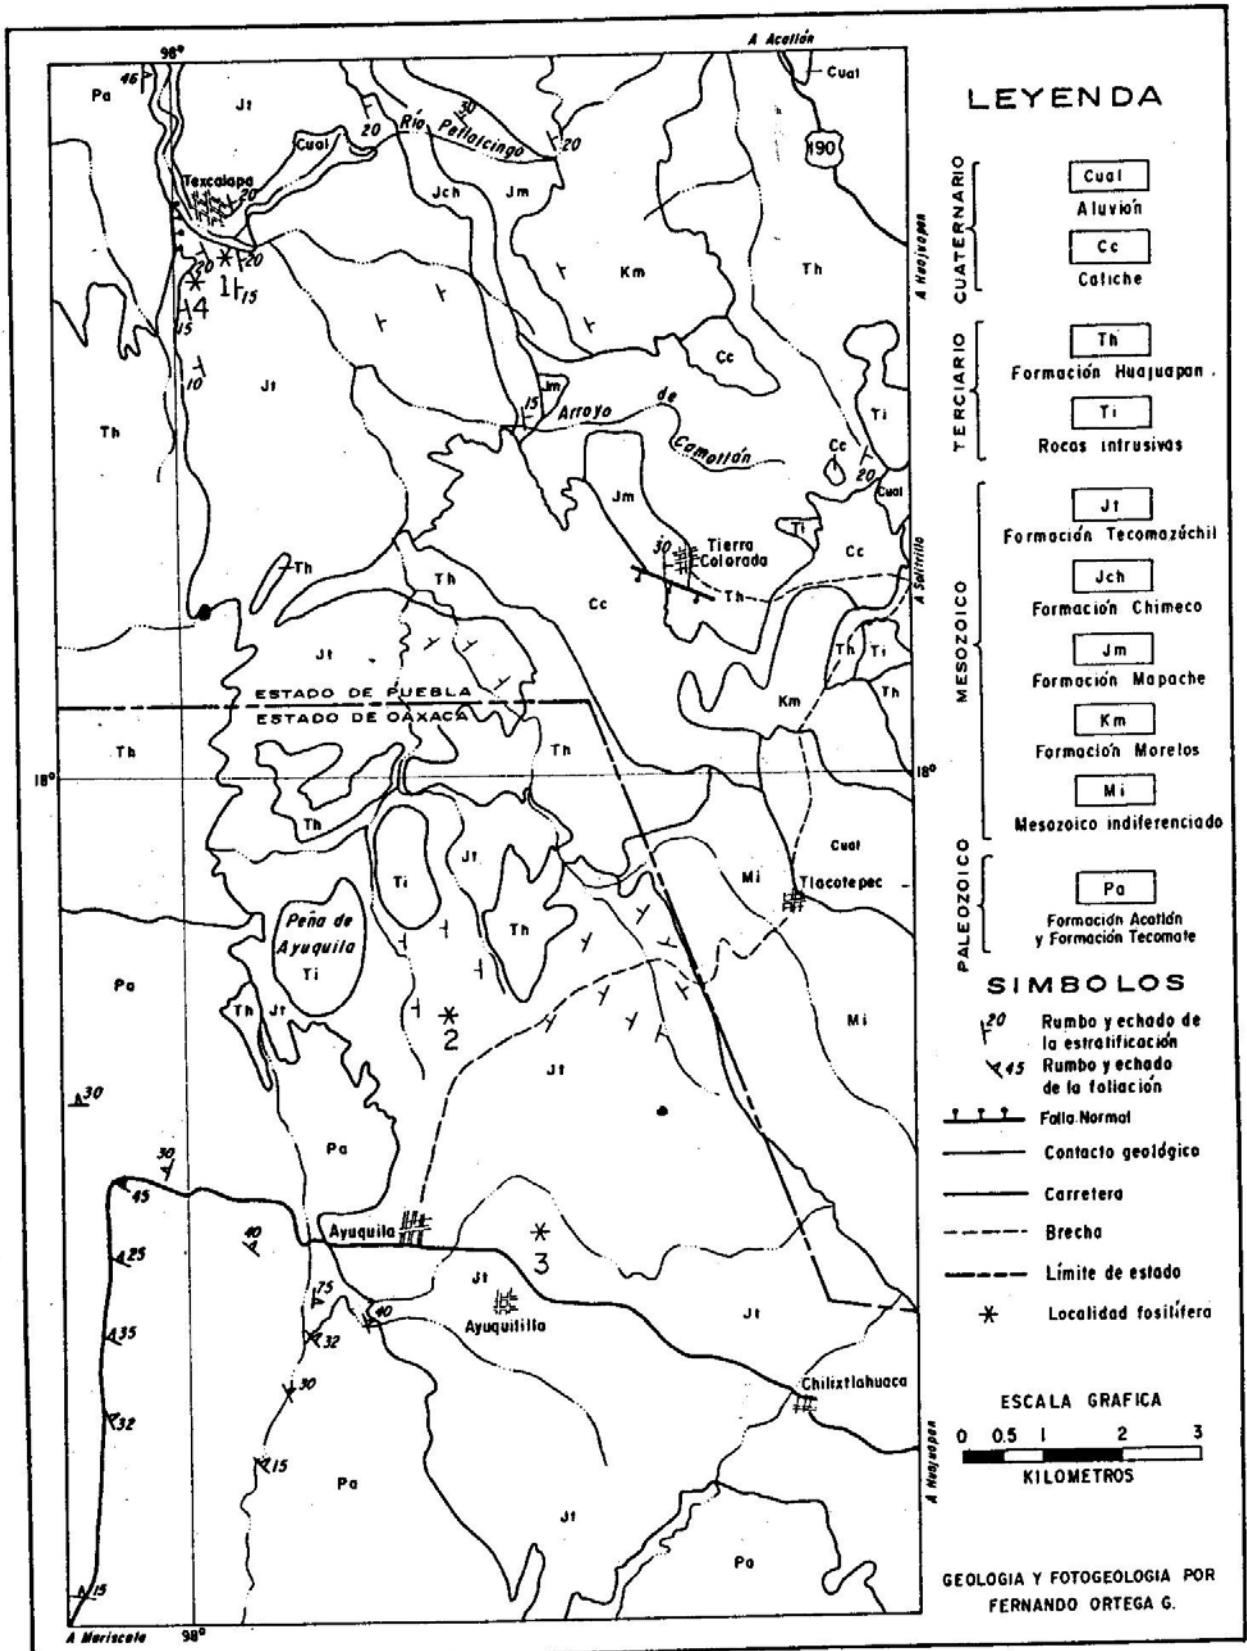 98°
A Acatlán
46
Pa
Jt
20
30
Río Petlalcingo
20
Cual
190
Cual
Texcalapa
20
Jch
Jm
Km
Th
A Huajuapan
20
1
20
15
4
15
10
Jt
Th
Cc
Jm
15
Arroyo de Camotlán
Ti
Cc
20
Cual
Jm
Ti
Cc
30
Tierra
Colorada
Th
Th
Th
Cc
A Salitrillo
Jt
Th
Ti
Th
Km
ESTADO DE PUEBLA
ESTADO DE OAXACA
Th
Th
18°
18°
Th
Cual
Jt
Ti
Mi
Tlacotepec
Peña de
Ayuquila
Ti
Th
Pa
Th
Jt
2
Mi
Jt
30
Pa
30
45
Ayuquila
40
25
3
Jt
75
40
Ayuquililla
Jt
35
32
30
Chilixtlahuaca
32
15
Pa
Jt
Pa
A Huajuapan
15
A Mariscala
98°
LEYENDA
CUATERNARIO
Cual
Aluvión
Cc
Caliche
TERCIARIO
Th
Formación Huajuapan.
Ti
Rocas intrusivas
MESOZOICO
Jt
Formación Tecomazúchil
Jch
Formación Chimeco
Jm
Formación Mapache
Km
Formación Morelos
Mi
Mesozoico indiferenciado
PALEOZOICO
Pa
Formación Acatlán
y Formación Tecomate
SIMBOLOS
20 Rumbo y echado de
la estratificación
45 Rumbo y echado
de la foliación
Falla Normal
Contacto geológico
Carretera
Brecha
Límite de estado
Localidad fosilífera
ESCALA GRAFICA
0 0.5 1 2 3
KILOMETROS
GEOLOGIA Y FOTOGEOLOGIA POR
FERNANDO ORTEGA G.